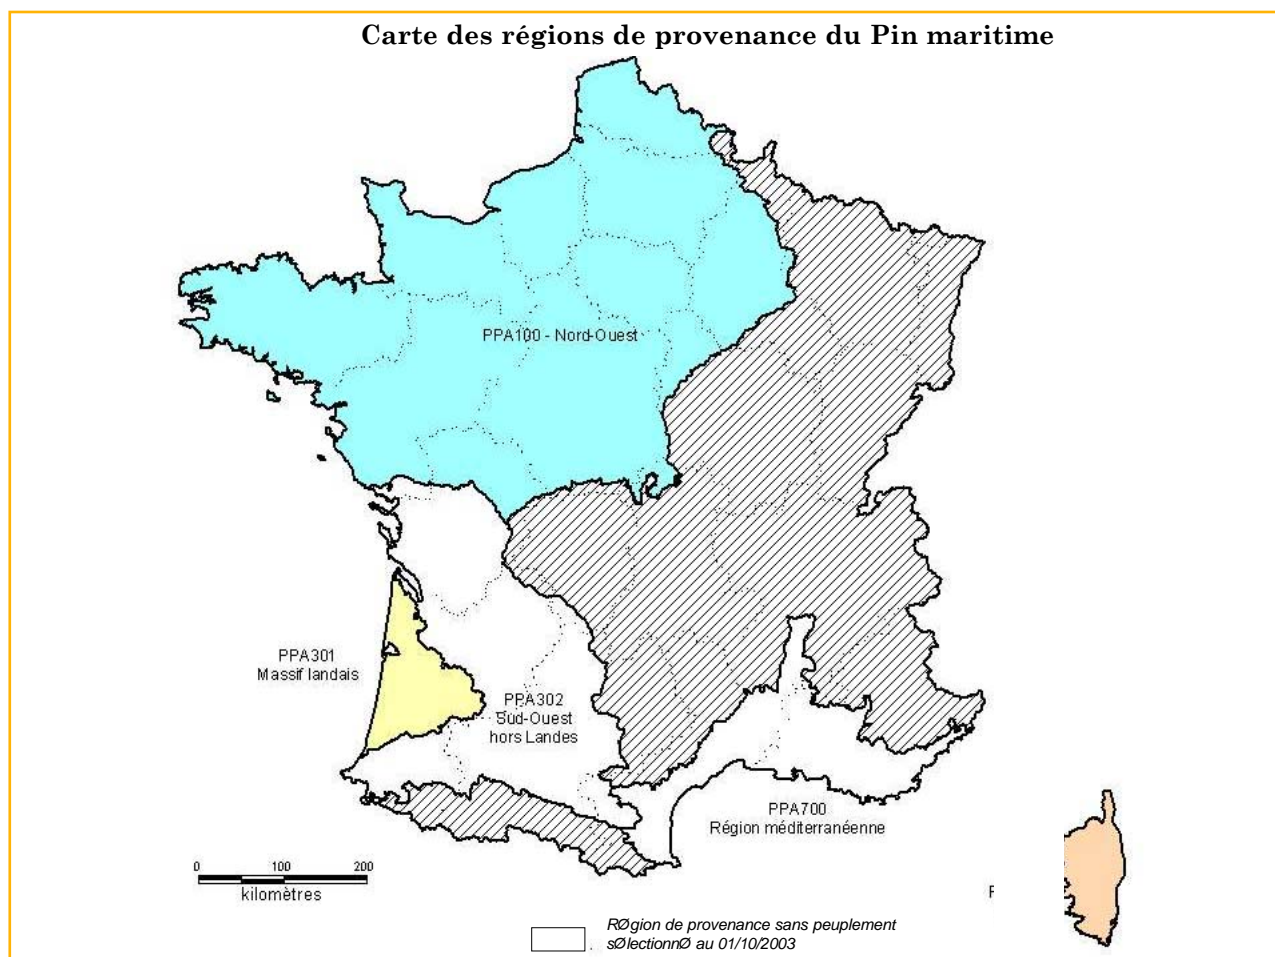 Carte des régions de provenance du Pin maritime
PPA100 - Nord-Ouest
PPA301
Massif landais
PPA302
Sud-Ouest
hors Landes
PPA700
Région méditerranéenne
0 100 200
kilomètres
RØgion de provenance sans peuplement
. sØlectionnØ au 01/10/2003